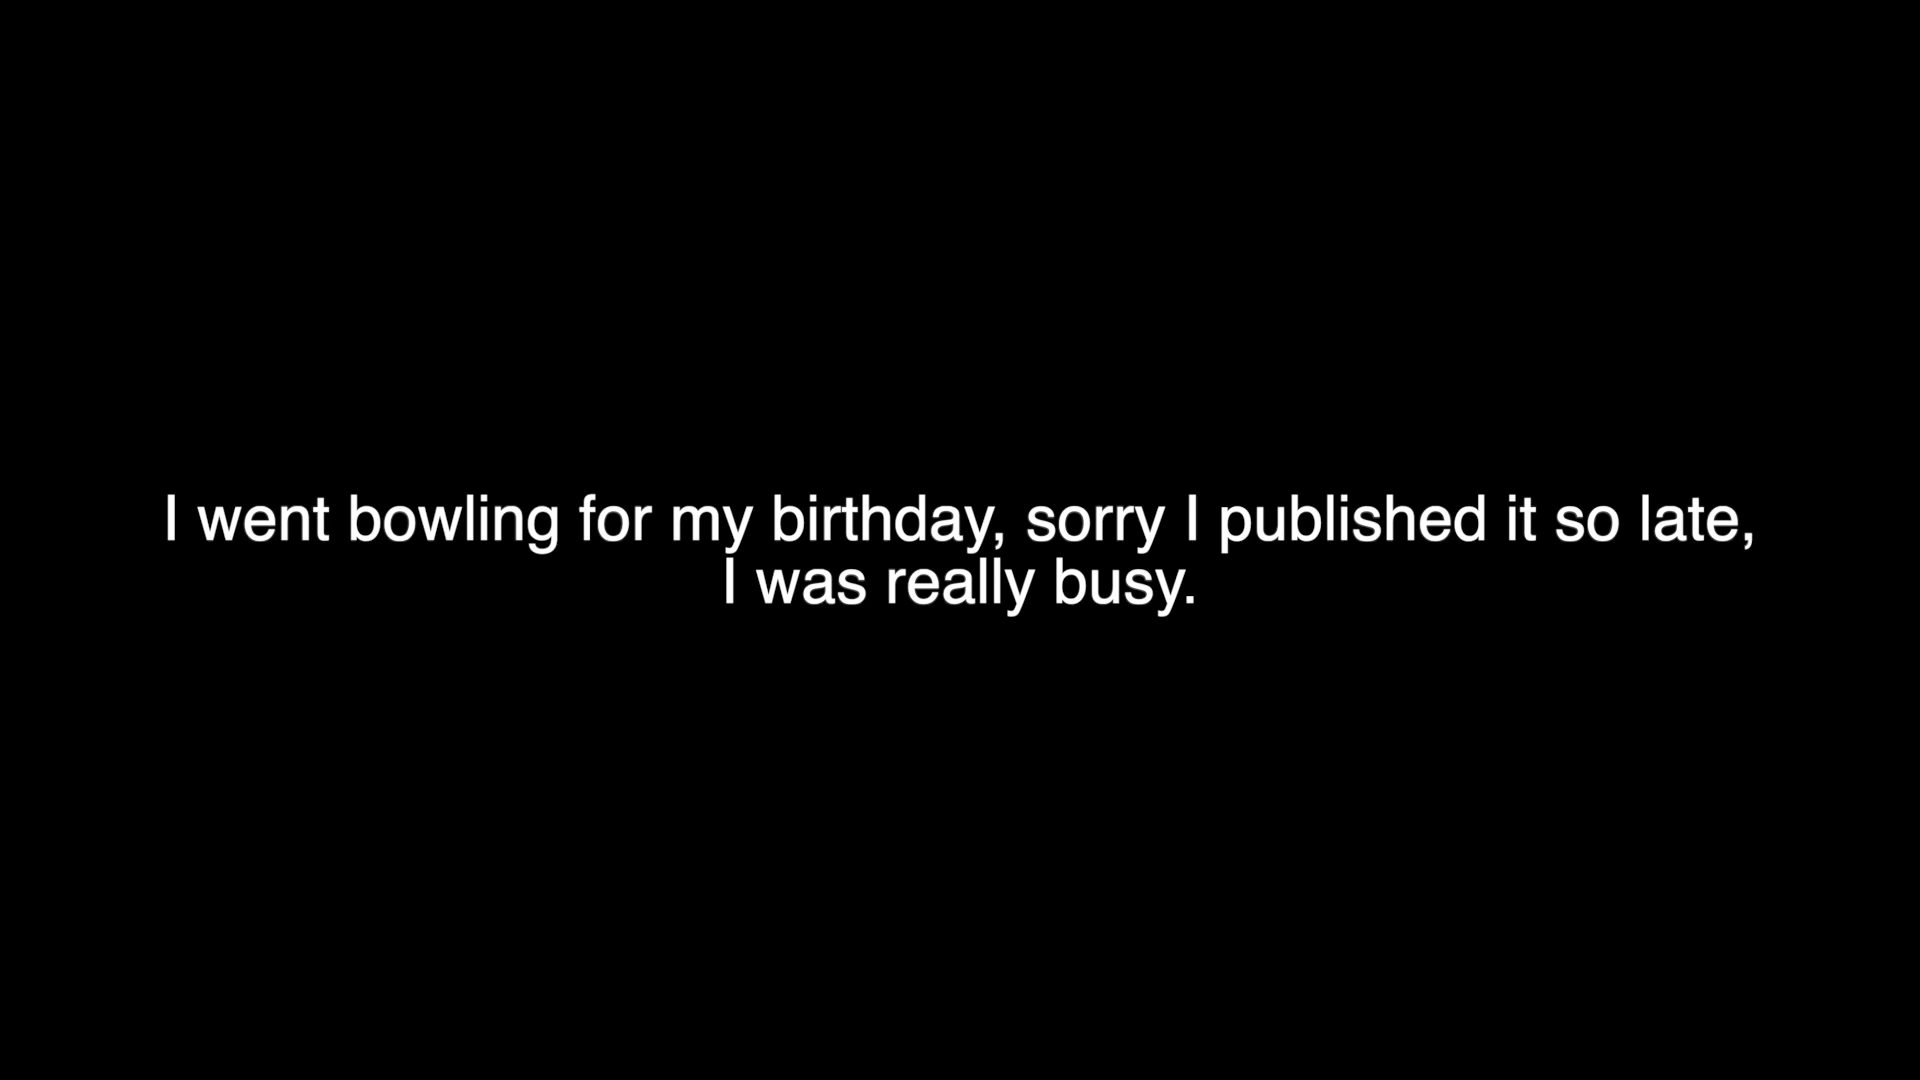 I went bowling for my birthday, sorry I published it so late,
I was really busy.